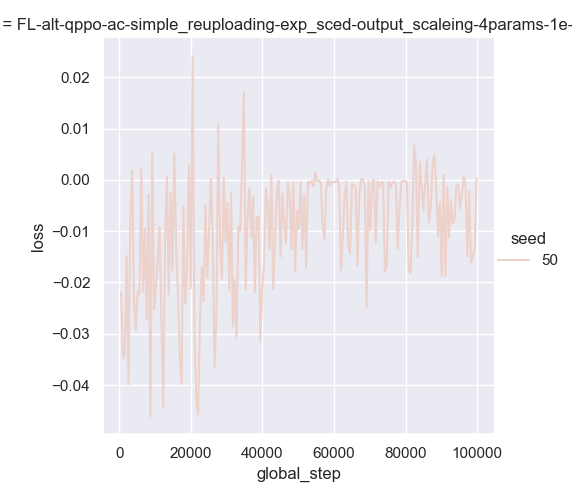 = FL-alt-qppo-ac-simple_reuploading-exp_sced-output_scaleing-4params-1e-
0.02
0.01
0.00
−0.01
−0.02
−0.03
−0.04
loss
seed
50
0 20000 40000 60000 80000 100000
global_step